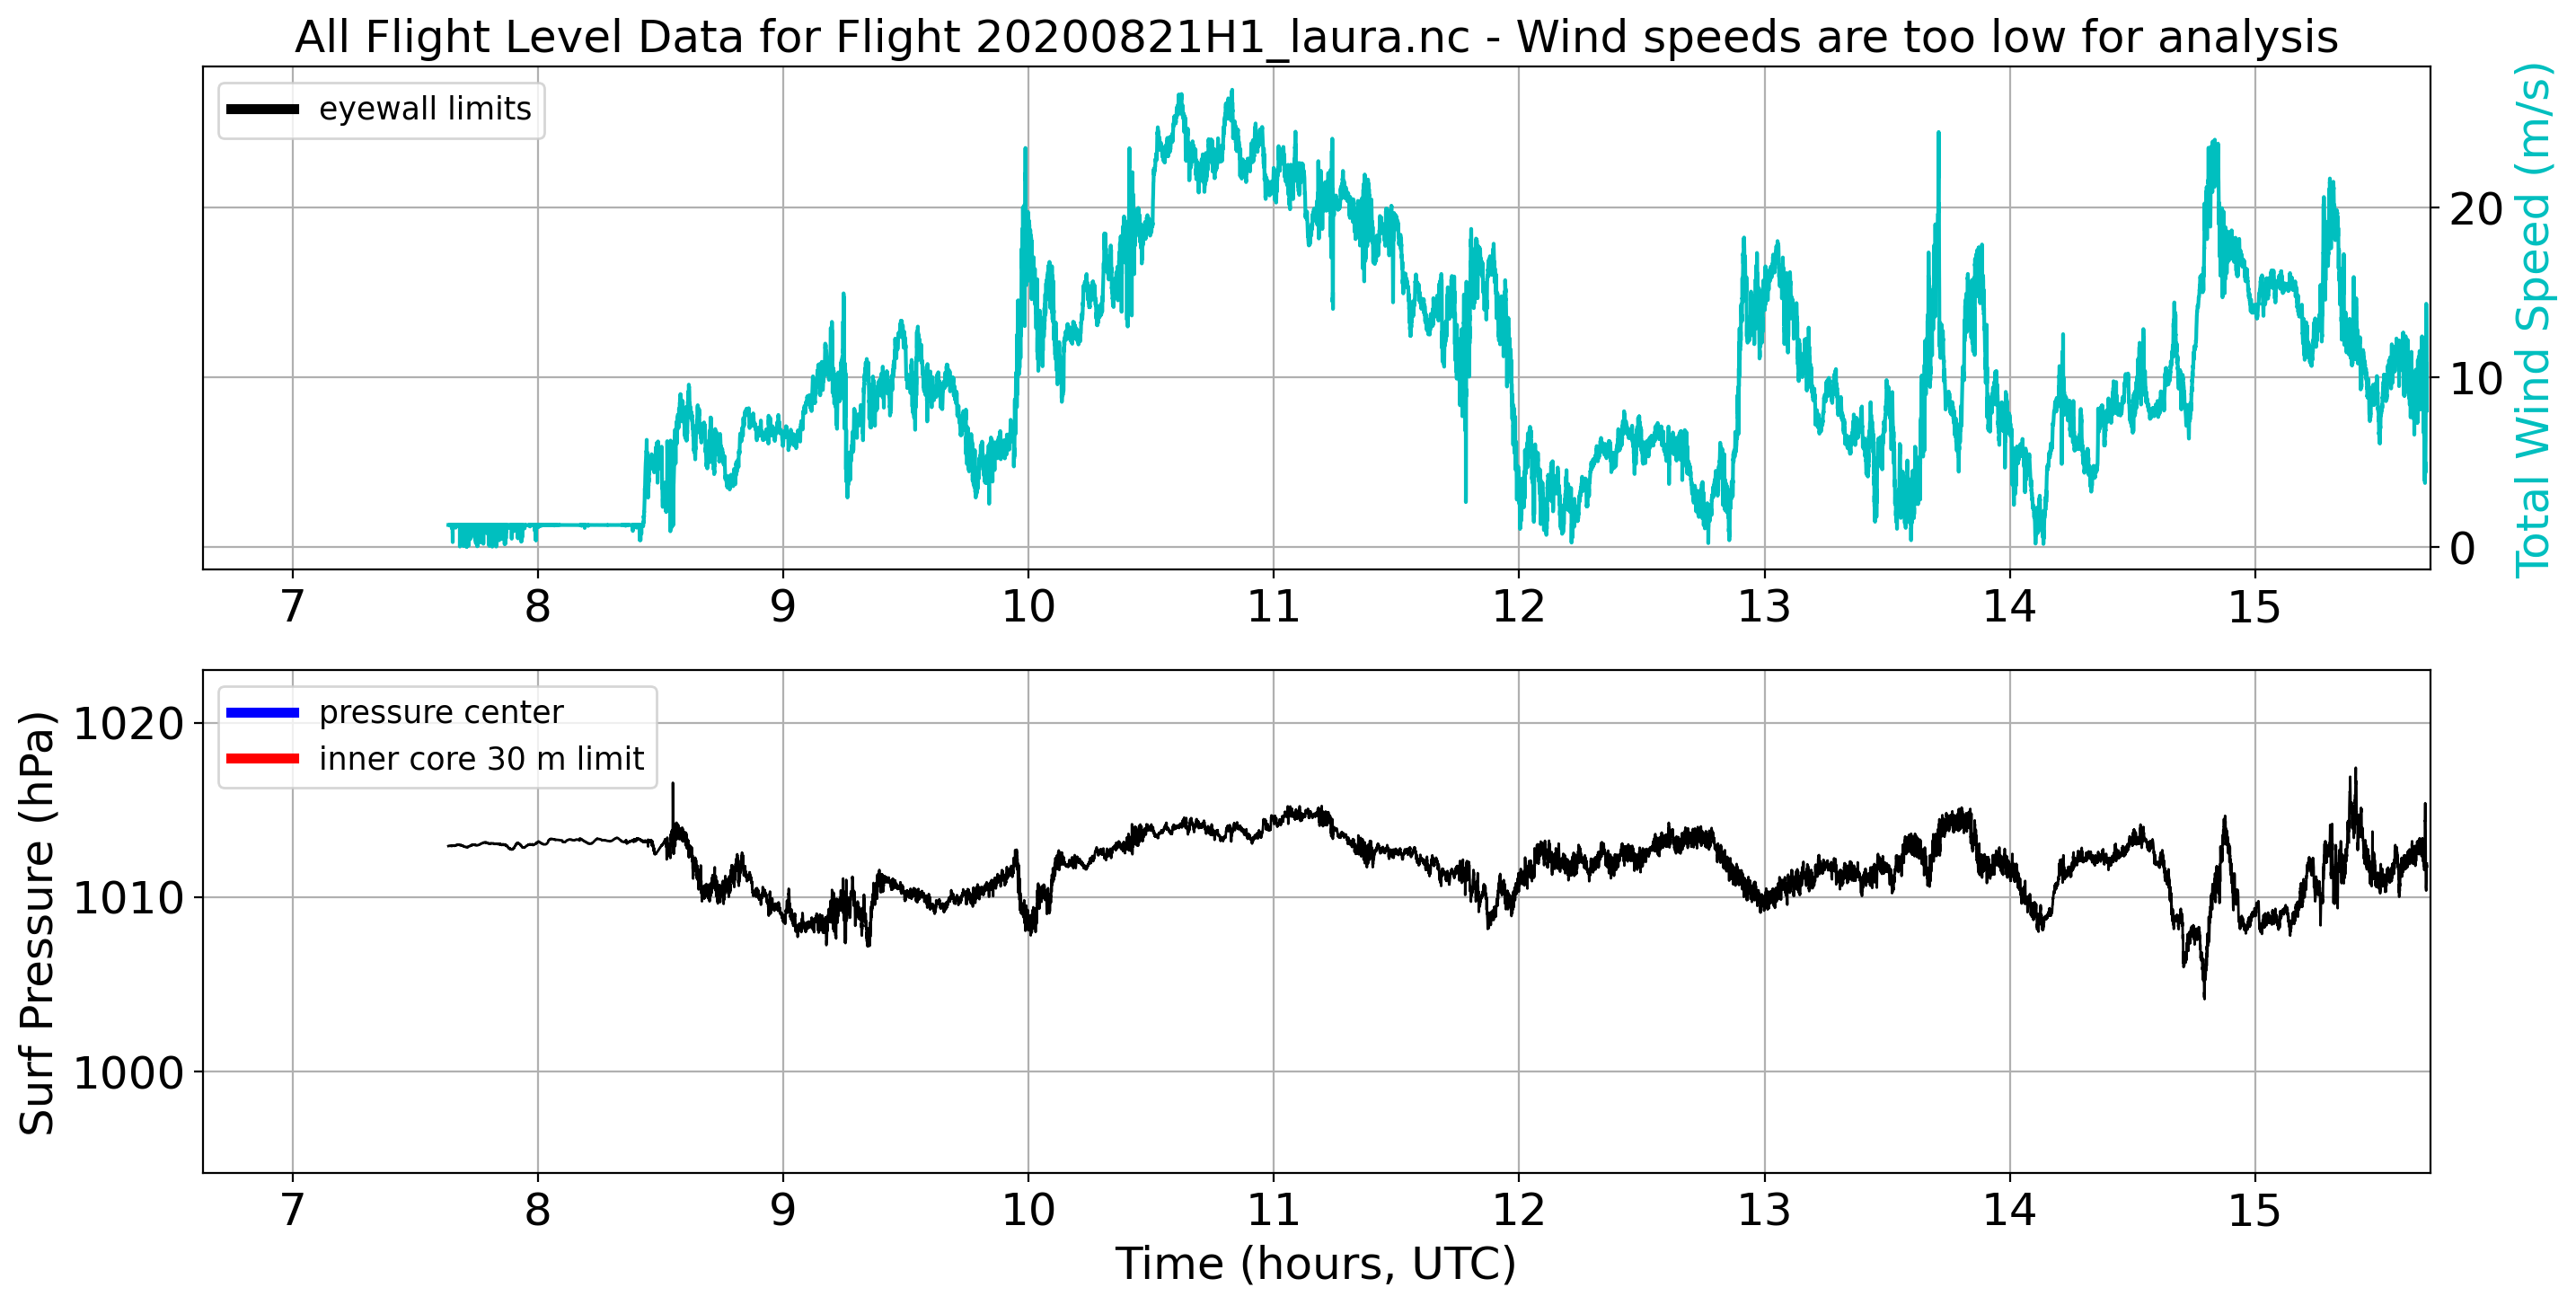 All Flight Level Data for Flight 20200821H1_laura.nc - Wind speeds are too low for analysis
eyewall limits
20
10
0
Total Wind Speed (m/s)
7 8 9 10 11 12 13 14 15
pressure center
inner core 30 m limit
Surf Pressure (hPa)
1020
1010
1000
7 8 9 10 11 12 13 14 15
Time (hours, UTC)